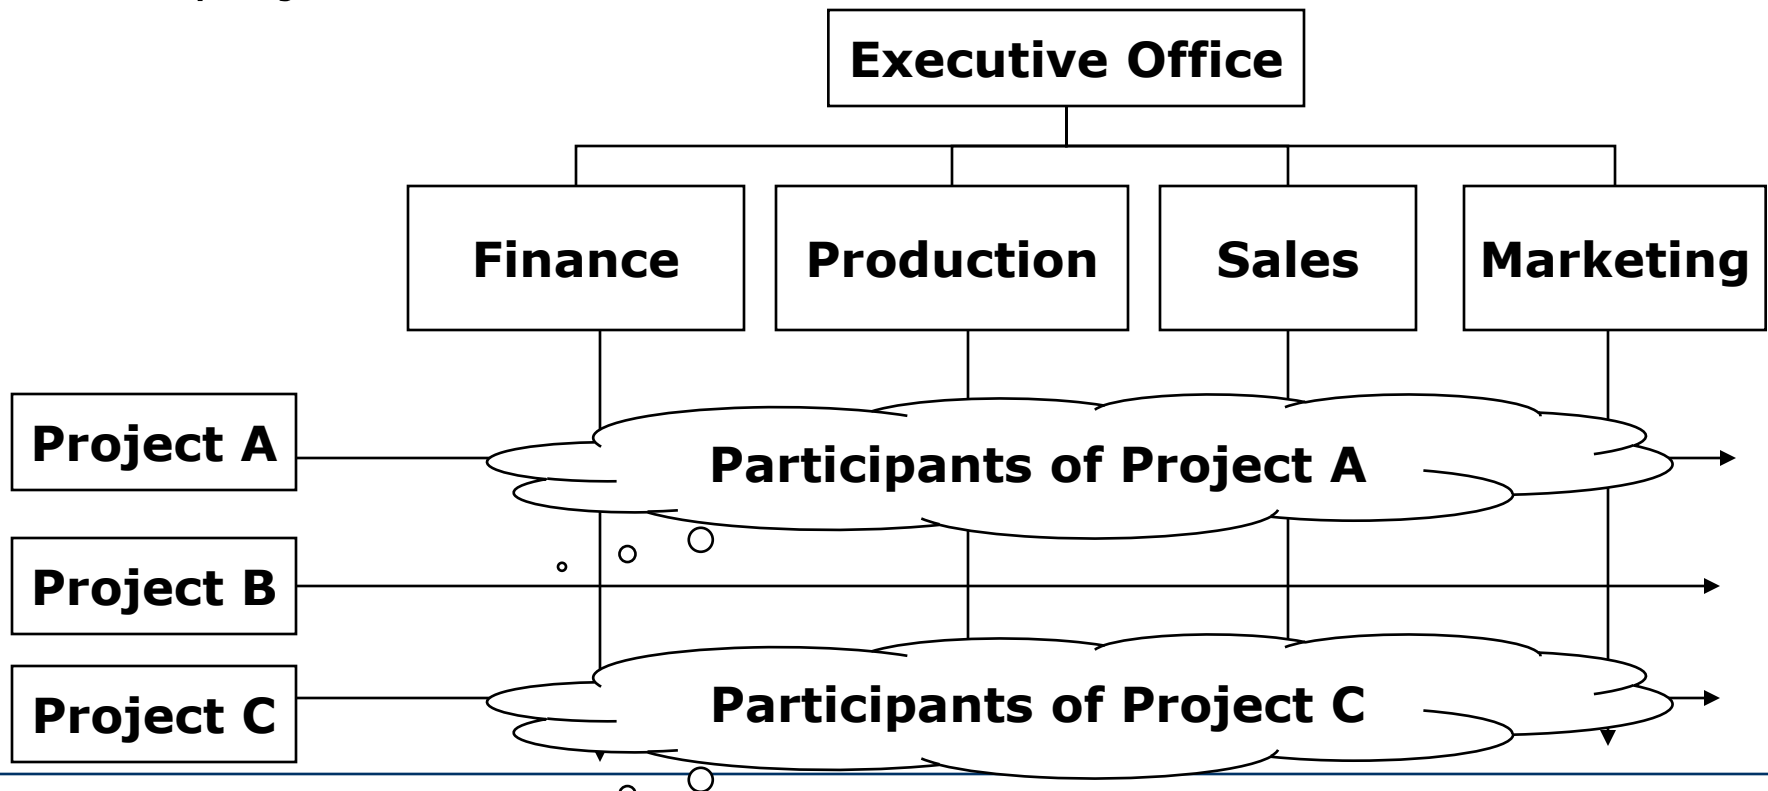 Executive Office
Finance
Production
Sales
Marketing
Project A
Participants of Project A
Project B
Project C
Participants of Project C